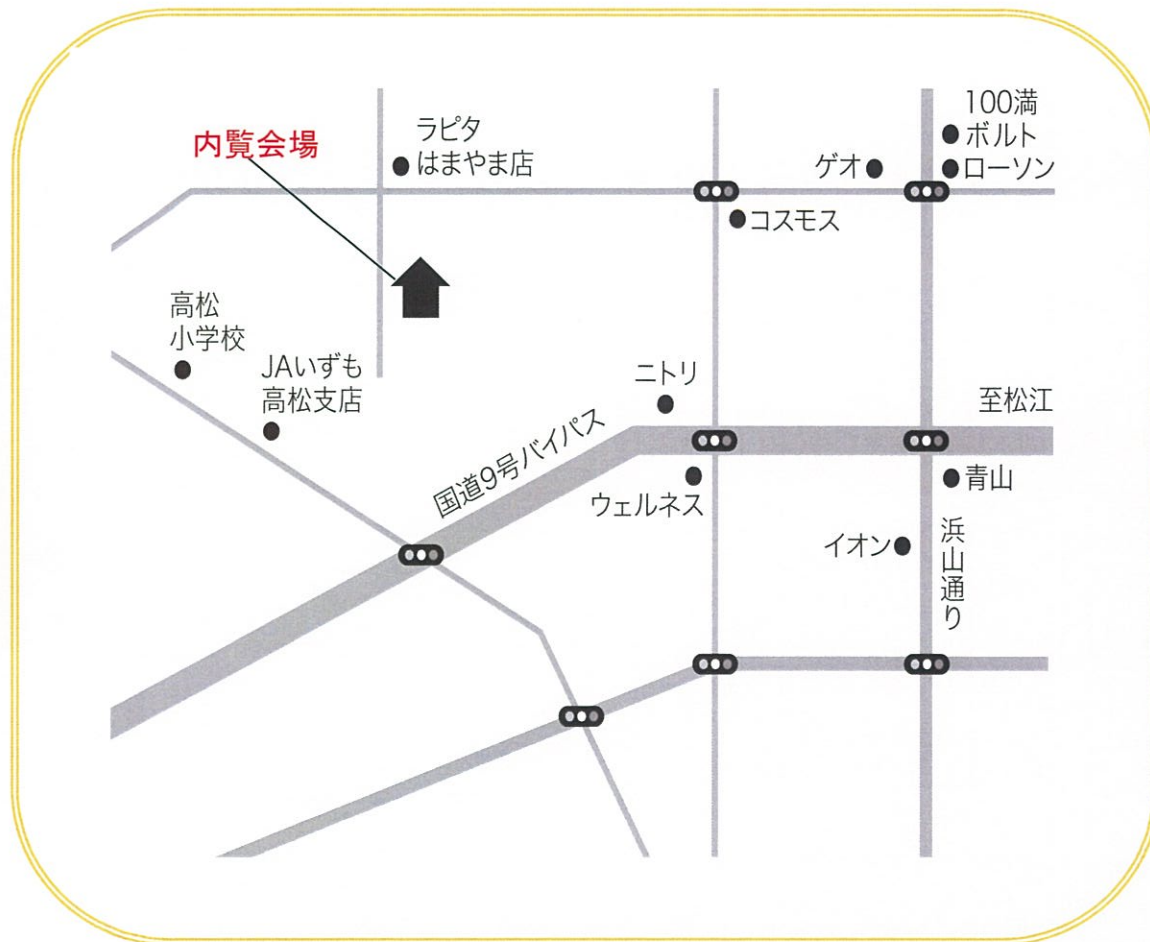 100満
ボルト
ローソン
ゲオ
ラピタ
はまやま店
内覧会場
コスモス
高松
小学校
JAいずも
高松支店
ニトリ
至松江
国道9号バイパス
ウェルネス
青山
イオン
浜山通り